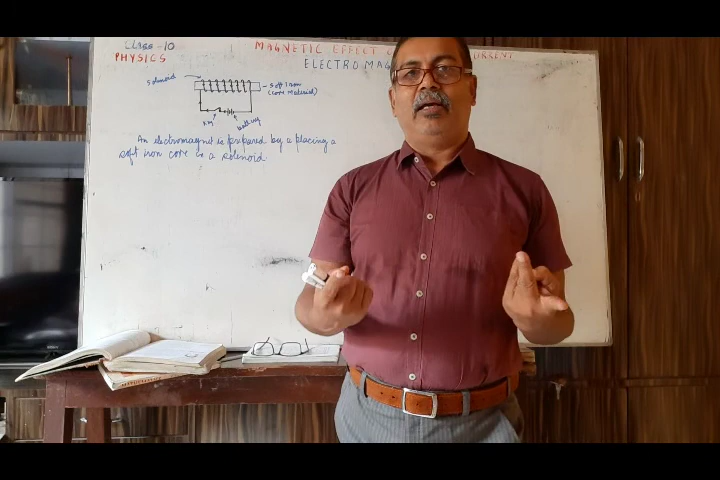 Class-10
MAGNETIC EFFECT CURRENT
PHYSICS
ELECTROMAG
Solenoid
Soft Iron
(Core Material)
Key
battery
An electromagnet is prepared by a placing a
soft iron core in a solenoid